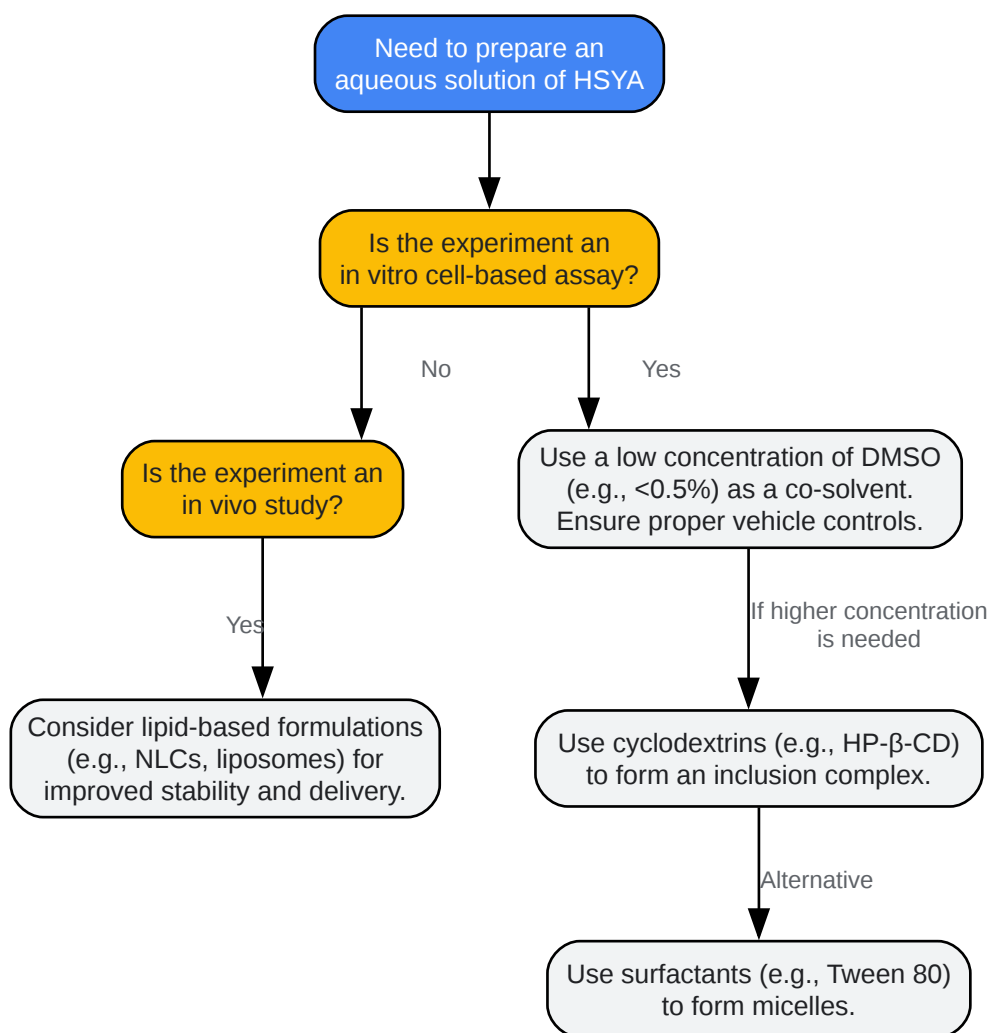 Need to prepare an
aqueous solution of HSYA
Is the experiment an
in vitro cell-based assay?
No
Yes
Is the experiment an
in vivo study?
Use a low concentration of DMSO
(e.g., <0.5%) as a co-solvent.
Ensure proper vehicle controls.
Yes
If higher concentration
is needed
Consider lipid-based formulations
(e.g., NLCs, liposomes) for
improved stability and delivery.
Use cyclodextrins (e.g., HP-β-CD)
to form an inclusion complex.
Alternative
Use surfactants (e.g., Tween 80)
to form micelles.